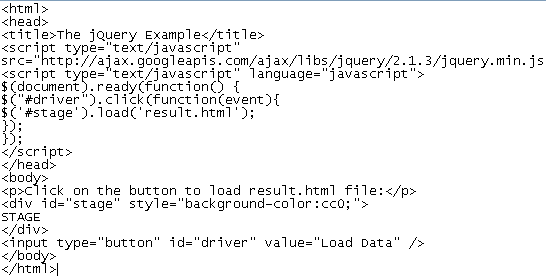 <html>
<head>
<title>The jQuery Example</title>
<script type="text/javascript"
src="http://ajax.googleapis.com/ajax/libs/jquery/2.1.3/jquery.min.js
<script type="text/javascript" language="javascript">
$(document).ready(function() {
$("#driver").click(function(event){
$('#stage').load('result.html');
});
});
</script>
</head>
<body>
<p>Click on the button to load result.html file:</p>
<div id="stage" style="background-color:cc0;">
STAGE
</div>
<input type="button" id="driver" value="Load Data" />
</body>
</html>